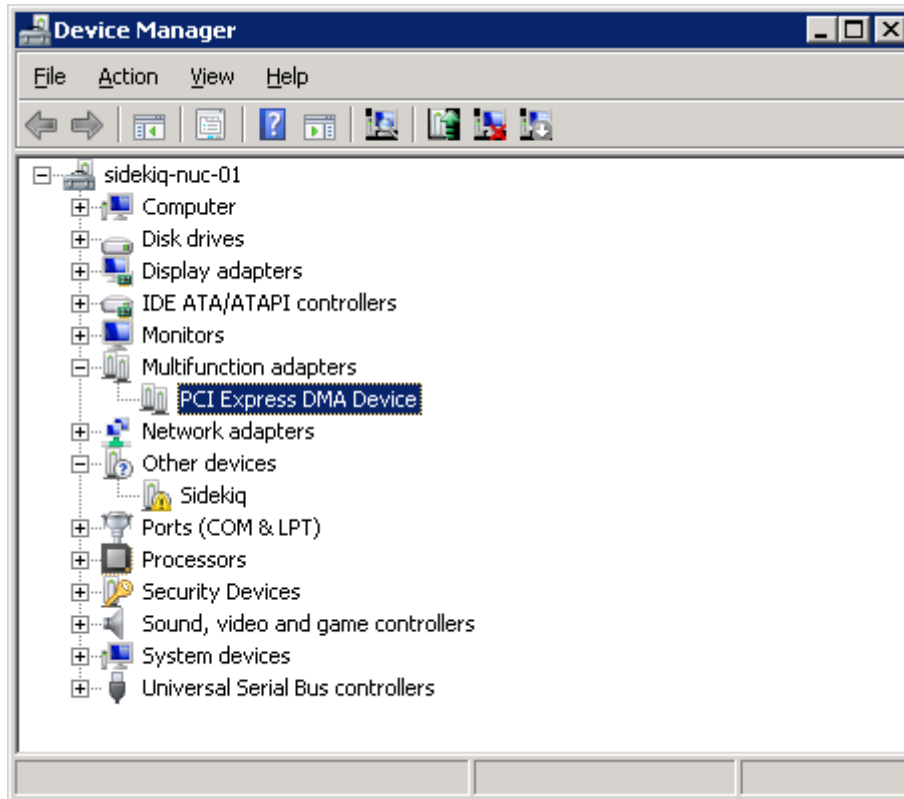 Device Manager
File Action View Help
sidekiq-nuc-01
Computer
Disk drives
Display adapters
IDE ATA/ATAPI controllers
Monitors
Multifunction adapters
PCI Express DMA Device
Network adapters
Other devices
Sidekiq
Ports (COM & LPT)
Processors
Security Devices
Sound, video and game controllers
System devices
Universal Serial Bus controllers